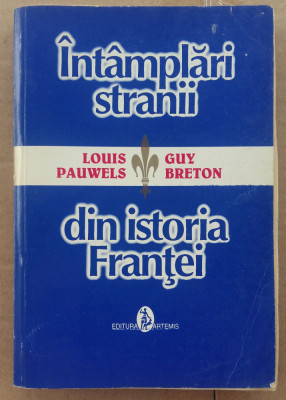 Întâmplări
stranii
LOUIS PAUWELS
GUY BRETON
din istoria
Franţei
EDITURA ARTEMIS